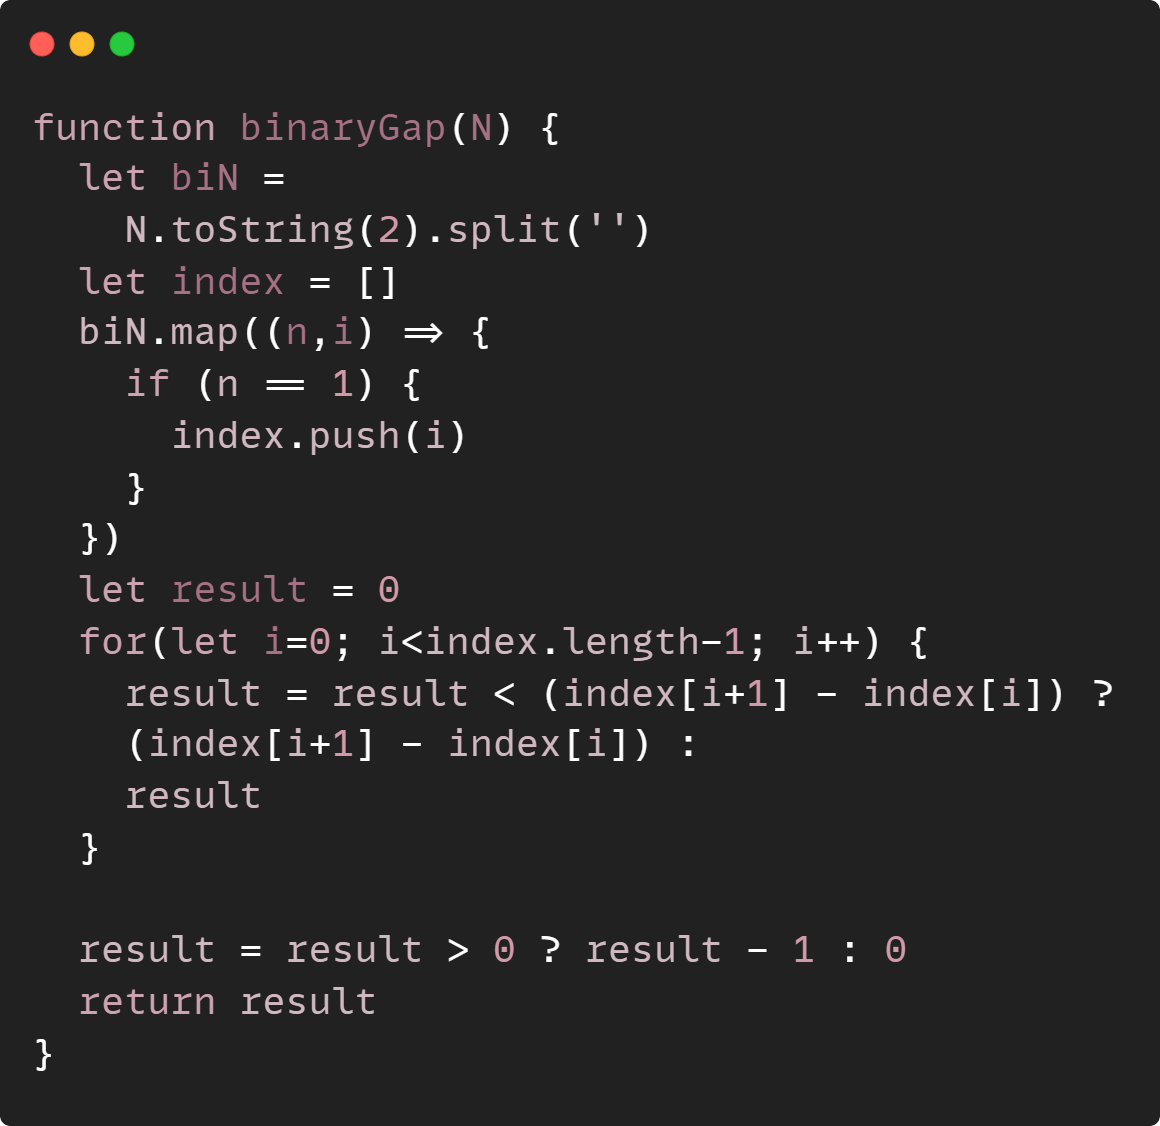 function binaryGap(N) {
  let biN =
    N.toString(2).split('')
  let index = []
  biN.map((n,i) => {
    if (n == 1) {
      index.push(i)
    }
  })
  let result = 0
  for(let i=0; i<index.length-1; i++) {
    result = result < (index[i+1] - index[i]) ?
    (index[i+1] - index[i]) :
    result
  }

  result = result > 0 ? result - 1 : 0
  return result
}